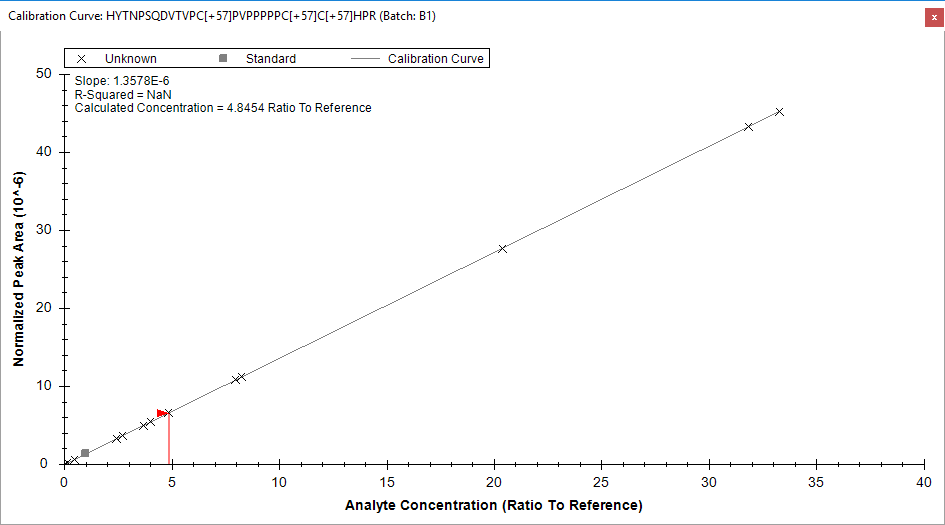 Calibration Curve: HYTNPSQDVTVPC[+57]PVPPPPPC[+57]C[+57]HPR (Batch: B1)
x
Unknown Standard Calibration Curve
Slope: 1.3578E-6
R-Squared = NaN
Calculated Concentration = 4.8454 Ratio To Reference
50
40
30
20
10
0
Normalized Peak Area (10^-6)
0 5 10 15 20 25 30 35 40
Analyte Concentration (Ratio To Reference)